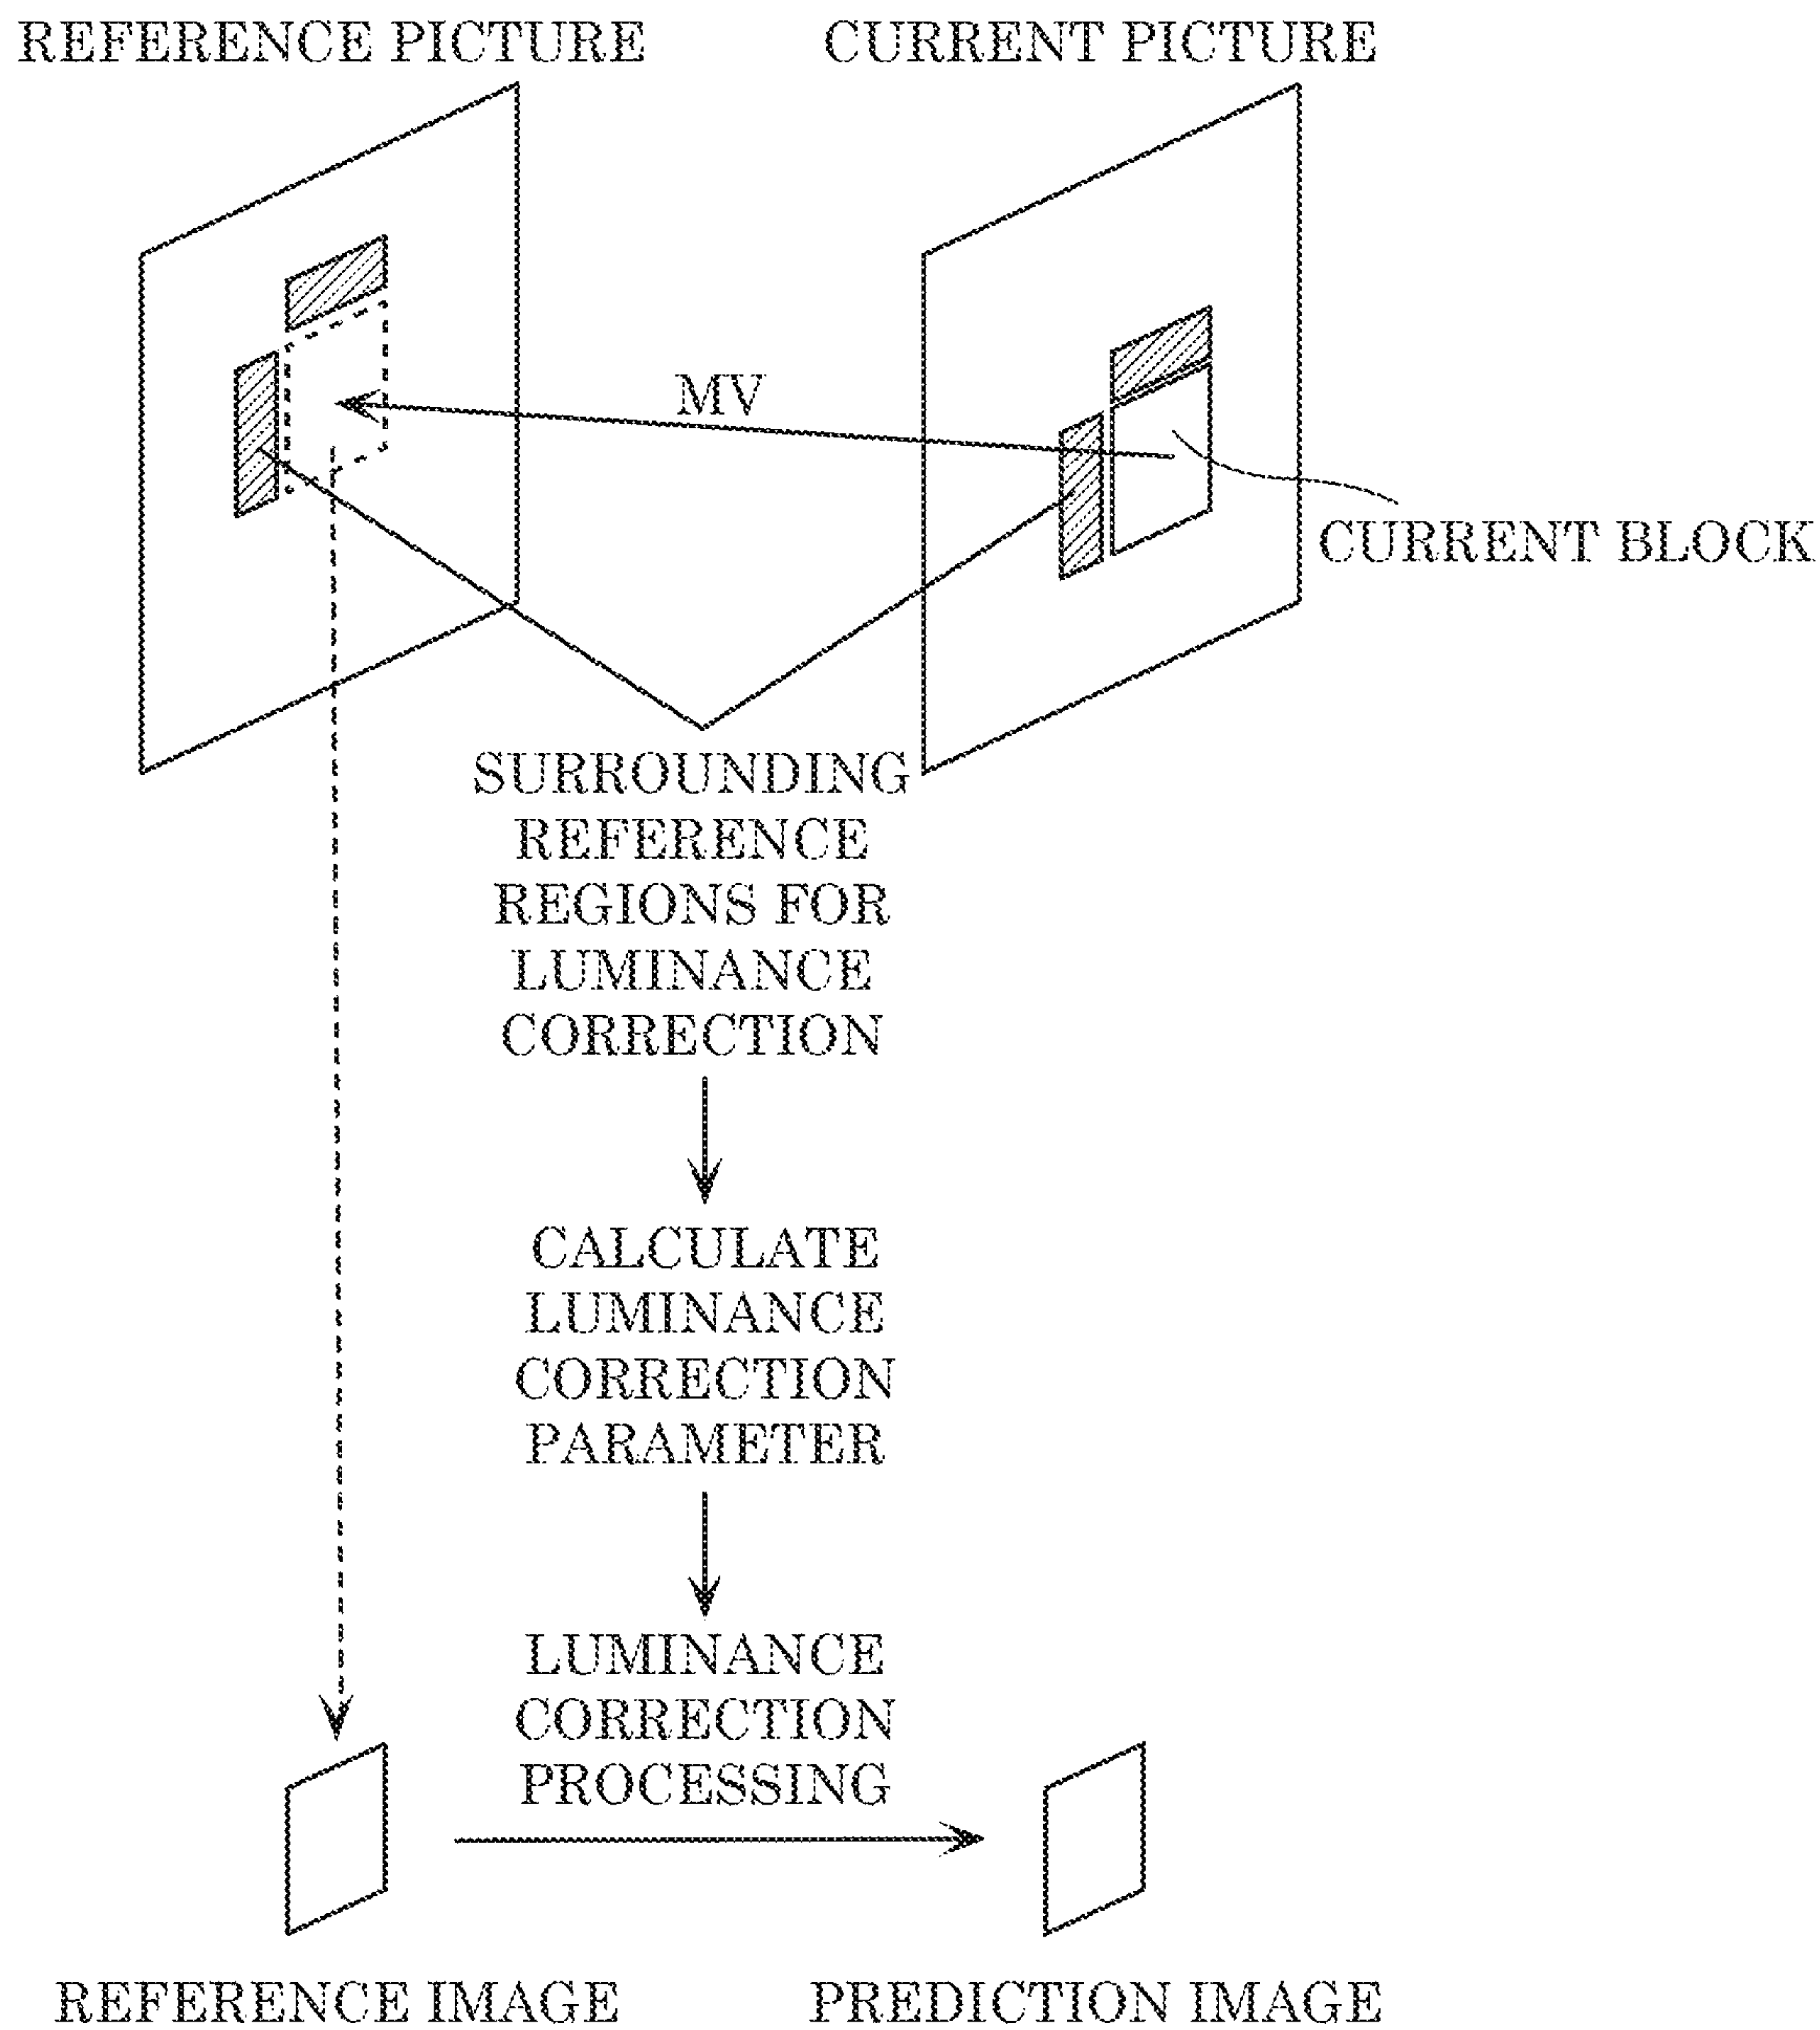 REFERENCE PICTURE
CURRENT PICTURE
MV
CURRENT BLOCK
SURROUNDING
REFERENCE
REGIONS FOR
LUMINANCE
CORRECTION
CALCULATE
LUMINANCE
CORRECTION
PARAMETER
LUMINANCE
CORRECTION
PROCESSING
REFERENCE IMAGE
PREDICTION IMAGE